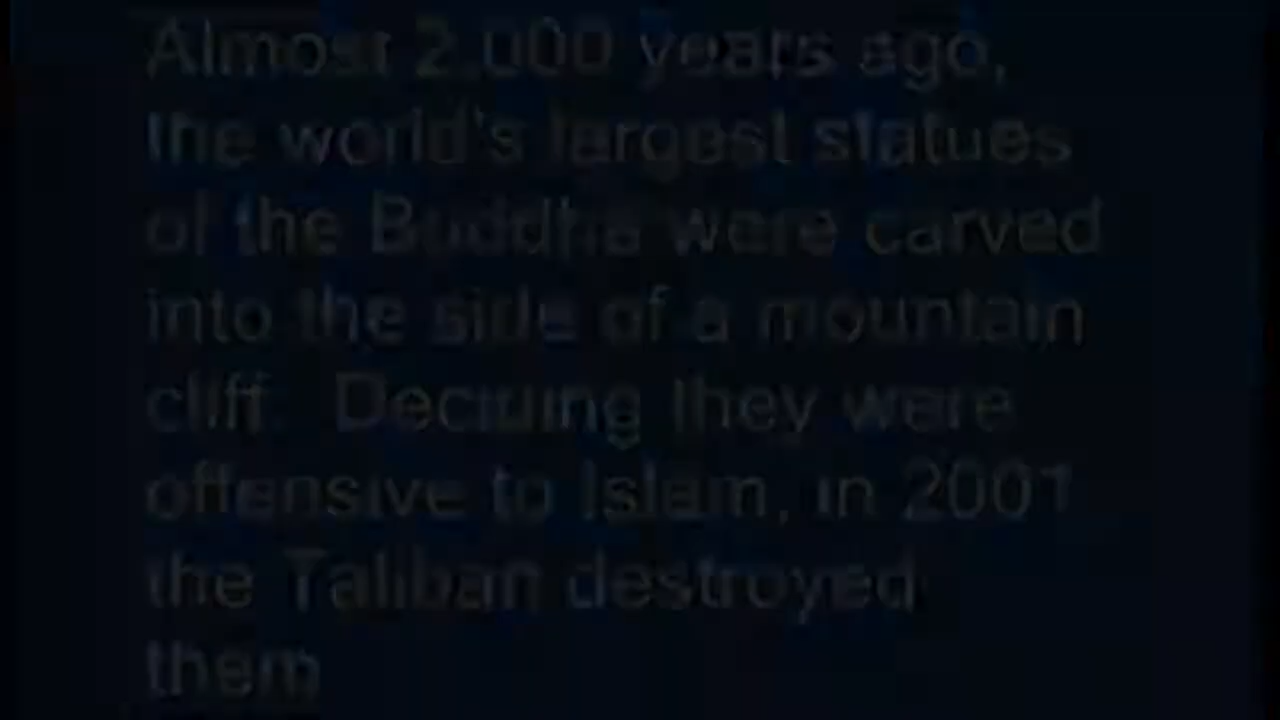 Almost 2,000 years ago,
the world's largest statues
of the Buddha were carved
into the side of a mountain
cliff. Deciding they were
offensive to Islam, in 2001
the Taliban destroyed
them